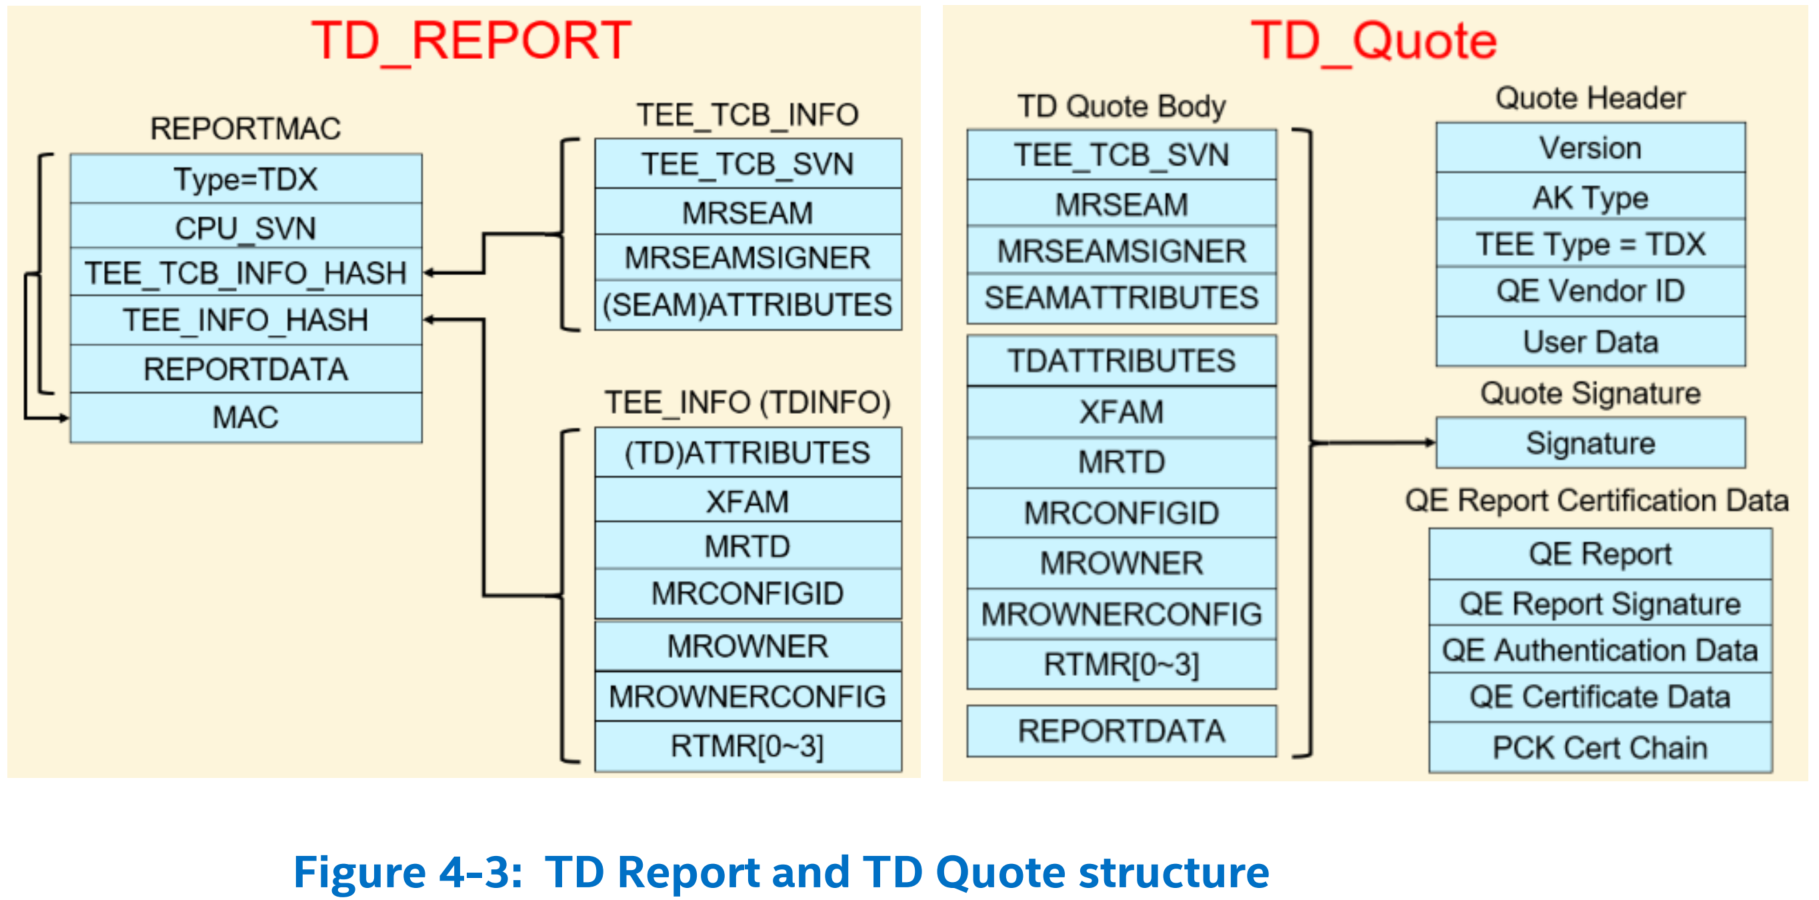 TD_REPORT
REPORTMAC
Type=TDX
CPU_SVN
TEE_TCB_INFO_HASH
TEE_INFO_HASH
REPORTDATA
MAC
TEE_TCB_INFO
TEE_TCB_SVN
MRSEAM
MRSEAMSIGNER
(SEAM)ATTRIBUTES
TEE_INFO (TDINFO)
(TD)ATTRIBUTES
XFAM
MRTD
MRCONFIGID
MROWNER
MROWNERCONFIG
RTMR[0~3]
TD_Quote
TD Quote Body
TEE_TCB_SVN
MRSEAM
MRSEAMSIGNER
SEAMATTRIBUTES
TDATTRIBUTES
XFAM
MRTD
MRCONFIGID
MROWNER
MROWNERCONFIG
RTMR[0~3]
REPORTDATA
Quote Header
Version
AK Type
TEE Type = TDX
QE Vendor ID
User Data
Quote Signature
Signature
QE Report Certification Data
QE Report
QE Report Signature
QE Authentication Data
QE Certificate Data
PCK Cert Chain
Figure 4-3: TD Report and TD Quote structure